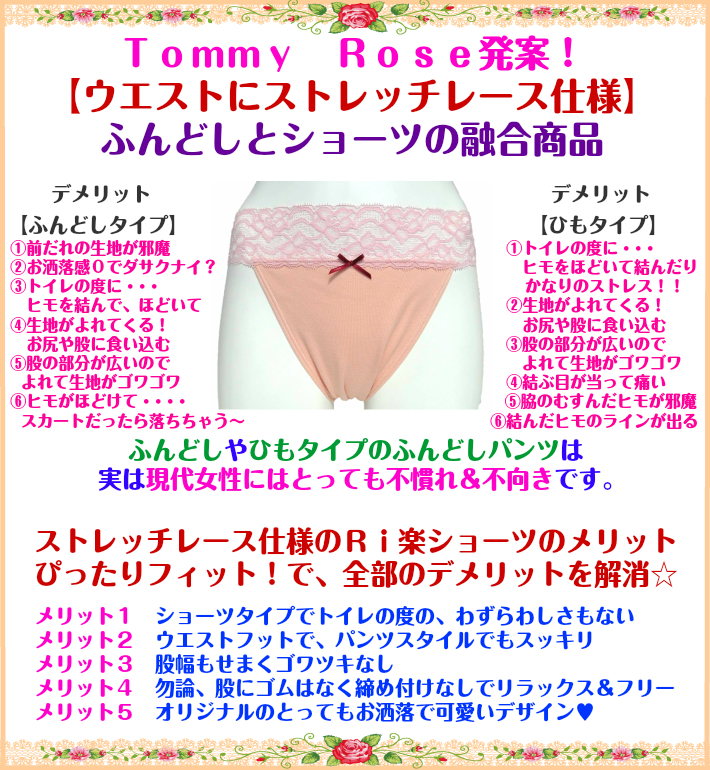 Ｔｏｍｍｙ　Ｒｏｓｅ発案！
【ウエストにストレッチレース仕様】
ふんどしとショーツの融合商品
デメリット
【ふんどしタイプ】
①前だれの生地が邪魔
②お洒落感０でダサクナイ？
③トイレの度に・・・
ヒモを結んで、ほどいて
④生地がよれてくる！
お尻や股に食い込む
⑤股の部分が広いので
よれて生地がゴワゴワ
⑥ヒモがほどけて・・・・
スカートだったら落ちちゃう～
デメリット
【ひもタイプ】
①トイレの度に・・・
ヒモをほどいて結んだり
かなりのストレス！！
②生地がよれてくる！
お尻や股に食い込む
③股の部分が広いので
よれて生地がゴワゴワ
④結ぶ目が当って痛い
⑤脇のむすんだヒモが邪魔
⑥結んだヒモのラインが出る
ふんどしやひもタイプのふんどしパンツは
実は現代女性にはとっても不慣れ＆不向きです。
ストレッチレース仕様のＲｉ楽ショーツのメリット
ぴったりフィット！で、全部のデメリットを解消☆
メリット１　ショーツタイプでトイレの度の、わずらわしさもない
メリット２　ウエストフットで、パンツスタイルでもスッキリ
メリット３　股幅もせまくゴワツキなし
メリット４　勿論、股にゴムはなく締め付けなしでリラックス＆フリー
メリット５　オリジナルのとってもお洒落で可愛いデザイン♥